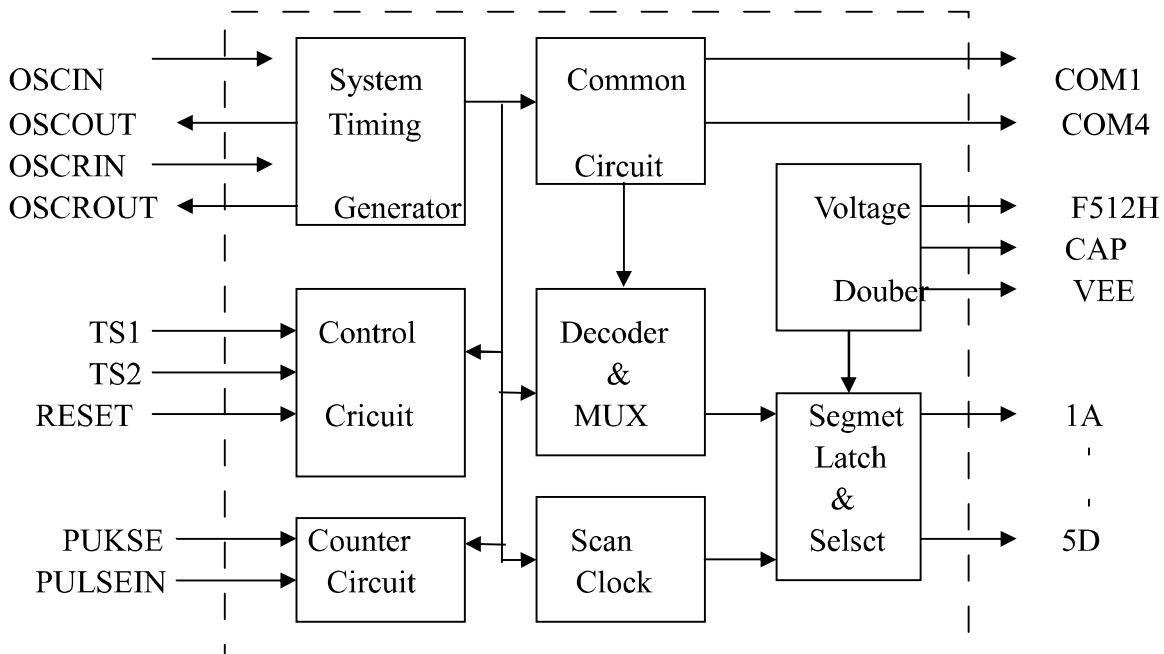 OSCIN
OSCOUT
OSCRIN
OSCROUT
System
Timing
Generator
Common
Circuit
COM1
COM4
Voltage
Douber
F512H
CAP
VEE
TS1
TS2
RESET
Control
Cricuit
Decoder
&
MUX
Segmet
Latch
&
Selsct
1A
5D
PUKSE
PULSEIN
Counter
Circuit
Scan
Clock